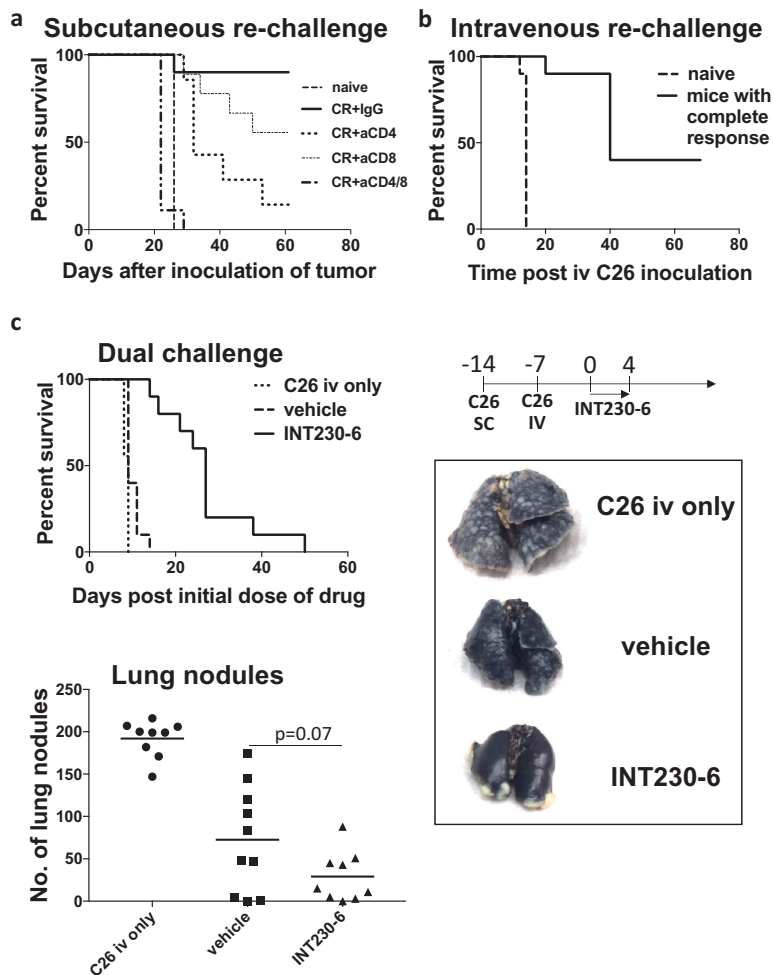 a
Subcutaneous re-challenge
Percent survival
100
50
0
0 20 40 60 80
Days after inoculation of tumor
naive
CR+IgG
CR+aCD4
CR+aCD8
CR+aCD4/8
b
Intravenous re-challenge
Percent survival
100
50
0
0 20 40 60 80
Time post iv C26 inoculation
naive
mice with
complete
response
c
Dual challenge
Percent survival
100
50
0
0 20 40 60
Days post initial dose of drug
C26 iv only
vehicle
INT230-6
-14 -7 0 4
C26
SC
C26
IV
INT230-6
C26 iv only
vehicle
INT230-6
Lung nodules
No. of lung nodules
250
200
150
100
50
0
p=0.07
C26 iv only
vehicle
INT230-6